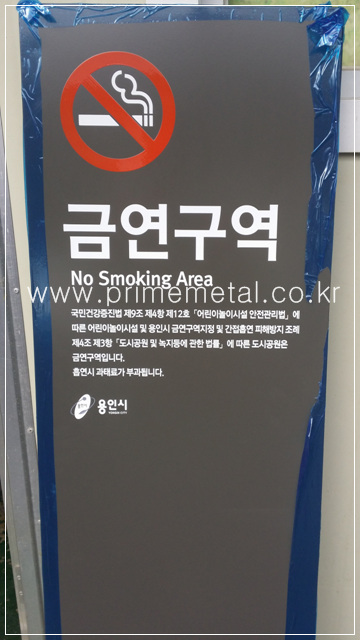 금연구역
No Smoking Area
www.primemetal.co.kr
국민건강증진법 제9조 제4항 제12호 「어린이놀이시설 안전관리법」에
따른 어린이놀이시설 및 용인시 금연구역지정 및 간접흡연 피해방지 조례
제4조 제3항 「도시공원 및 녹지등에 관한 법률」에 따른 도시공원은
금연구역입니다.
흡연시 과태료가 부과됩니다.
용인시
YONGIN CITY